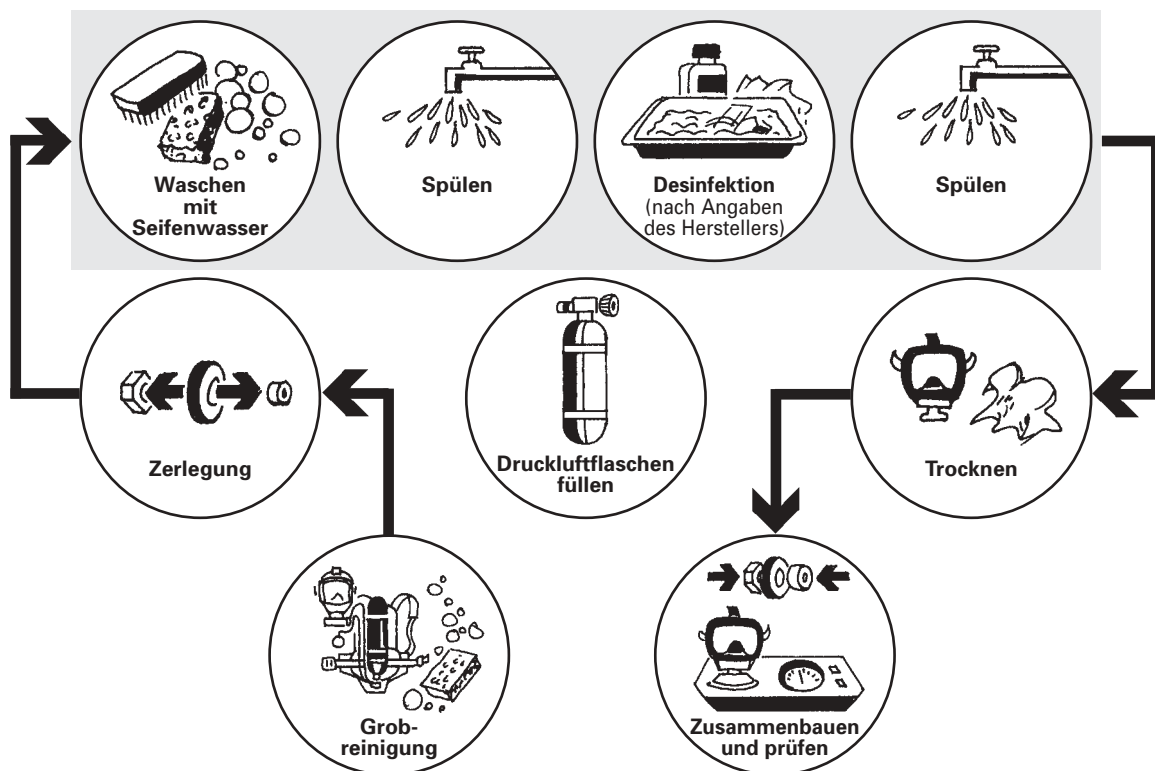 Waschen
mit
Seifenwasser
Spülen
Desinfektion
(nach Angaben
des Herstellers)
Spülen
Zerlegung
Druckluftflaschen
füllen
Trocknen
Grob-
reinigung
Zusammenbauen
und prüfen